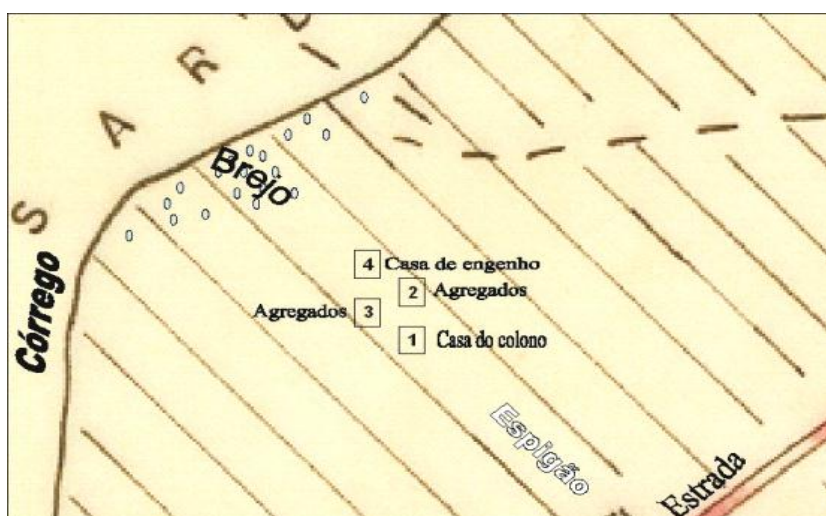 S A R
Brejo
Córrego
4 Casa de engenho
2 Agregados
Agregados 3
1 Casa do colono
Espigão
Estrada